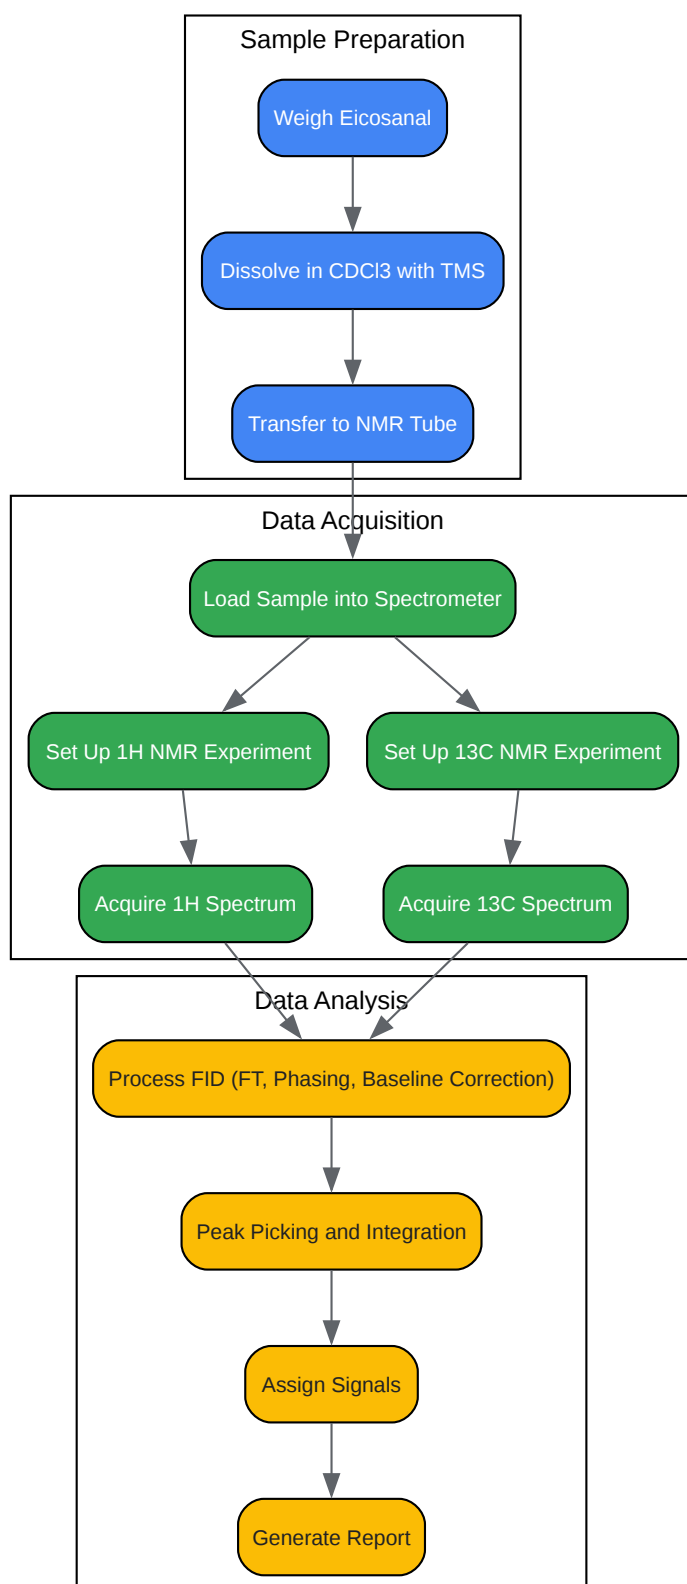 Sample Preparation
Weigh Eicosanal
Dissolve in CDCl3 with TMS
Transfer to NMR Tube
Data Acquisition
Load Sample into Spectrometer
Set Up 1H NMR Experiment
Set Up 13C NMR Experiment
Acquire 1H Spectrum
Acquire 13C Spectrum
Data Analysis
Process FID (FT, Phasing, Baseline Correction)
Peak Picking and Integration
Assign Signals
Generate Report